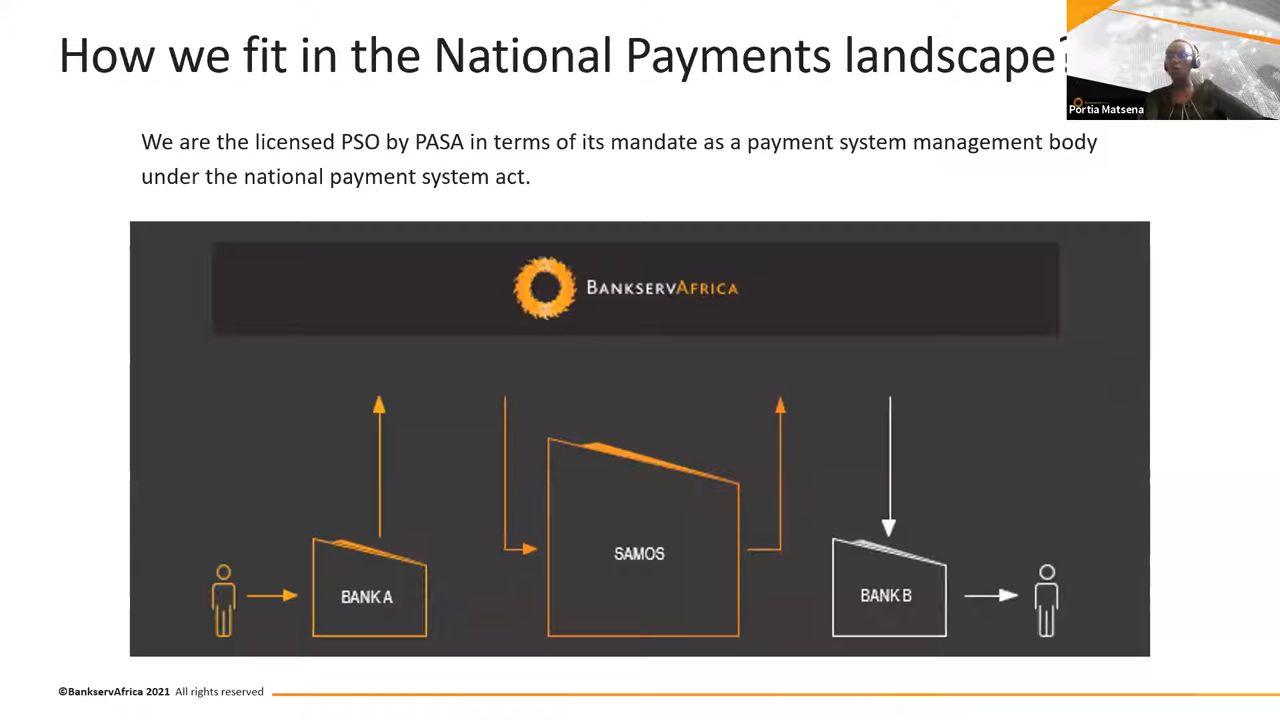 How we fit in the National Payments landscape?
Portia Matsena
We are the licensed PSO by PASA in terms of its mandate as a payment system management body
under the national payment system act.
BANKSERVAFRICA
SAMOS
BANK A
BANK B
©BankservAfrica 2021 All rights reserved